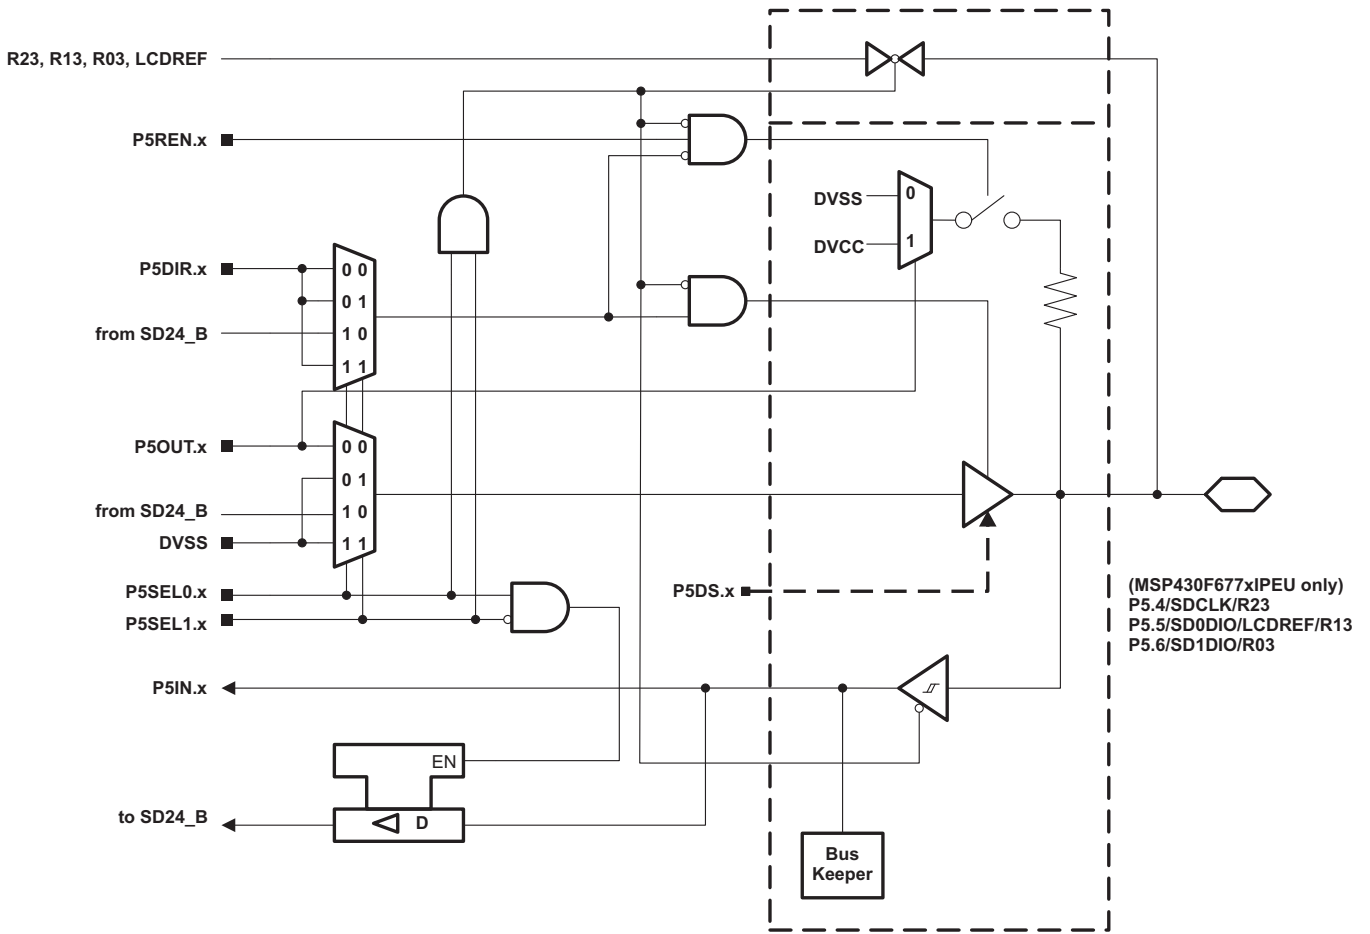 R23, R13, R03, LCDREF
P5REN.x
DVSS
0
DVCC
1
P5DIR.x
0 0
0 1
from SD24_B
1 0
1 1
P5OUT.x
0 0
0 1
from SD24_B
1 0
DVSS
1 1
P5SEL0.x
P5SEL1.x
P5DS.x
(MSP430F677xIPEU only)
P5.4/SDCLK/R23
P5.5/SD0DIO/LCDREF/R13
P5.6/SD1DIO/R03
P5IN.x
EN
to SD24_B
D
Bus
Keeper